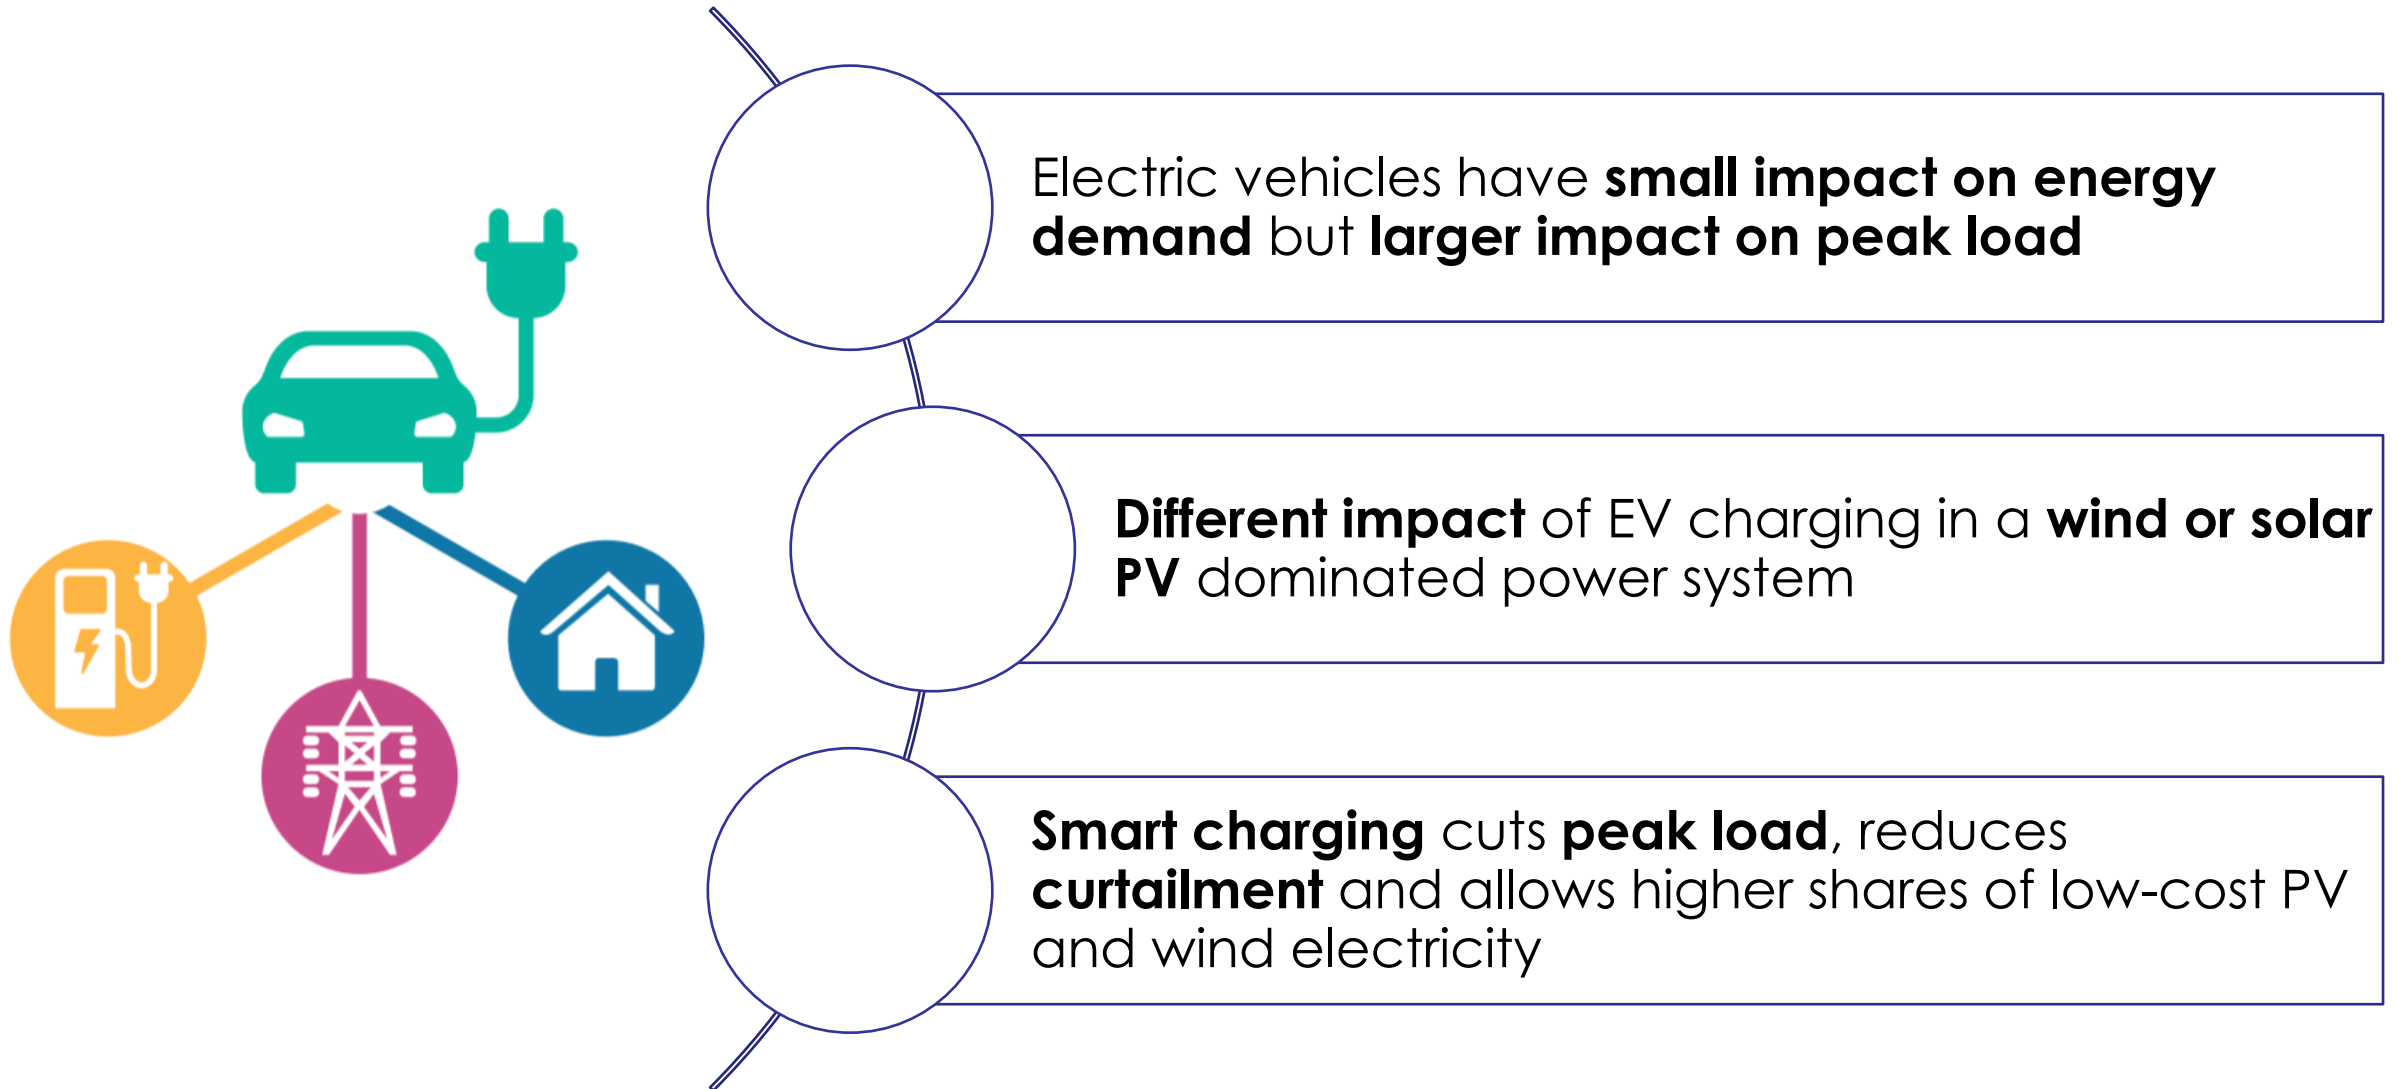 Electric vehicles have small impact on energy
demand but larger impact on peak load
Different impact of EV charging in a wind or solar
PV dominated power system
Smart charging cuts peak load, reduces
curtailment and allows higher shares of low-cost PV
and wind electricity